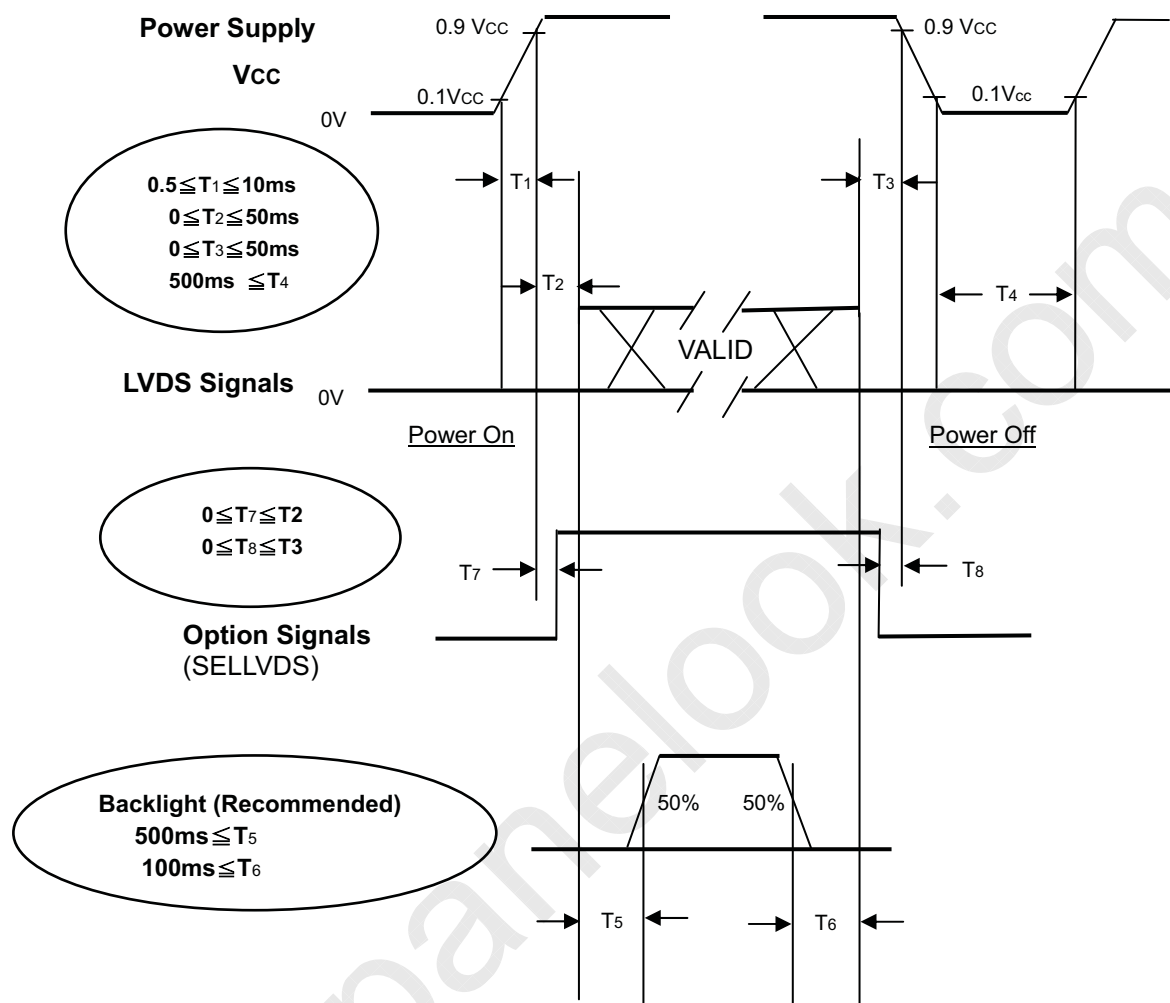 Power Supply
VCC
0.9 VCC
0.9 VCC
0.1VCC
0.1Vcc
0V
0.5≦T1≦10ms
0≦T2≦50ms
0≦T3≦50ms
500ms ≦T4
T1
T3
T2
T4
VALID
LVDS Signals
0V
Power On
Power Off
0≦T7≦T2
0≦T8≦T3
T7
T8
Option Signals
(SELLVDS)
Backlight (Recommended)
500ms≦T5
100ms≦T6
50%
50%
T5
T6
panelook.com